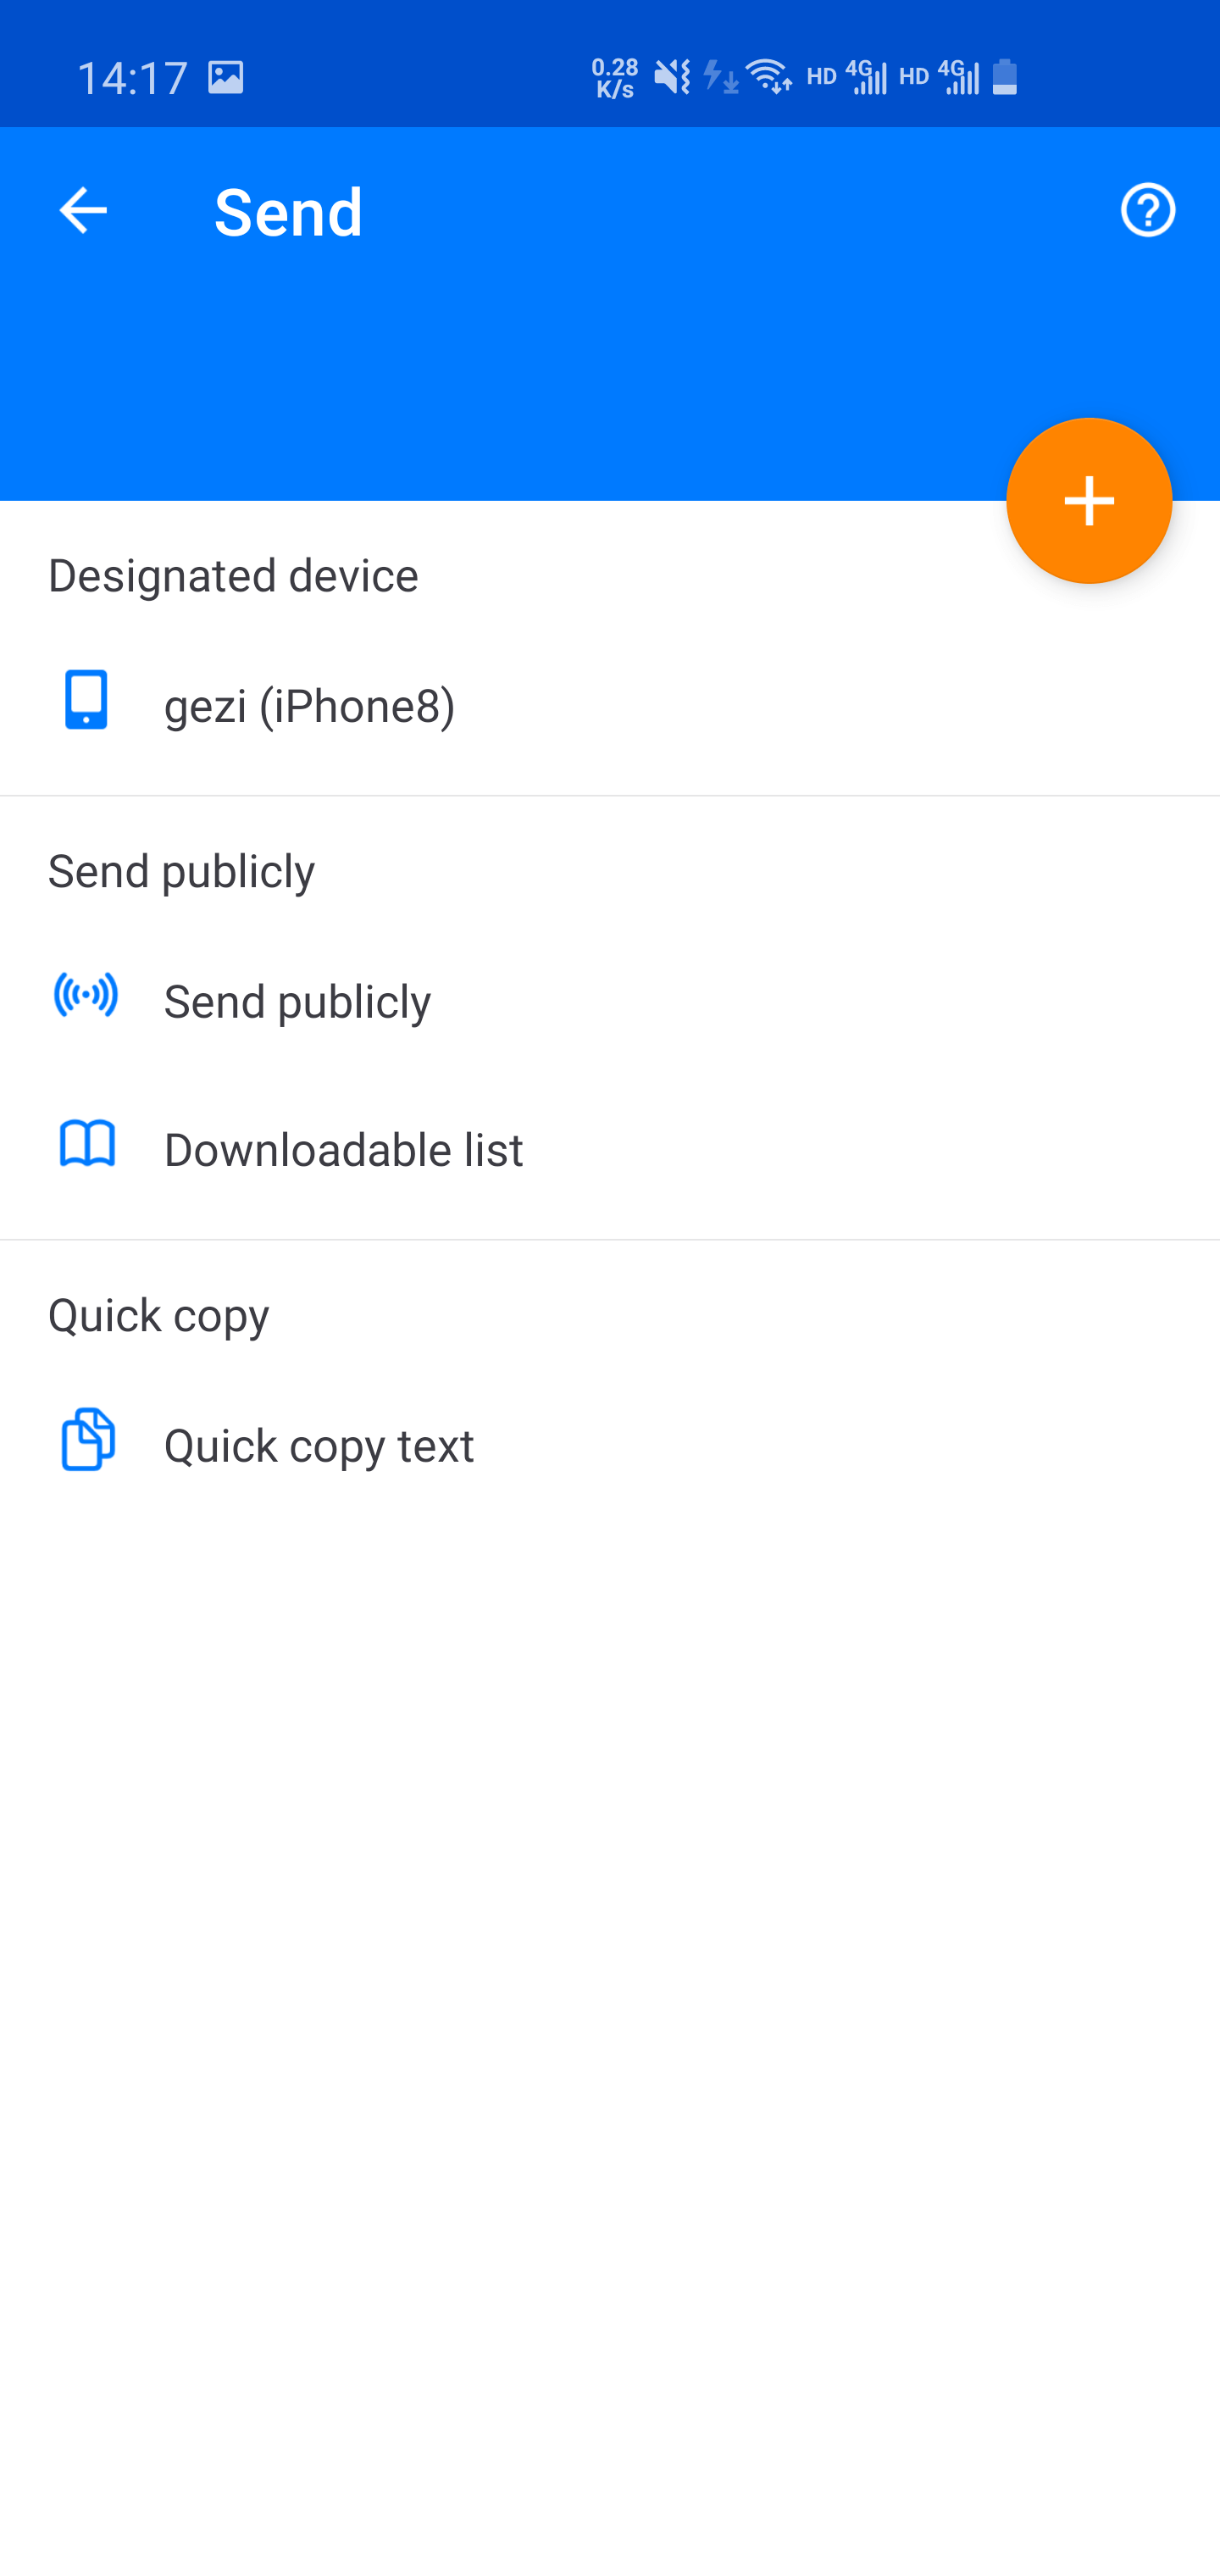 14:17 0.28 K/s HD 4G HD 4G
Send
Designated device
gezi (iPhone8)
Send publicly
Send publicly
Downloadable list
Quick copy
Quick copy text